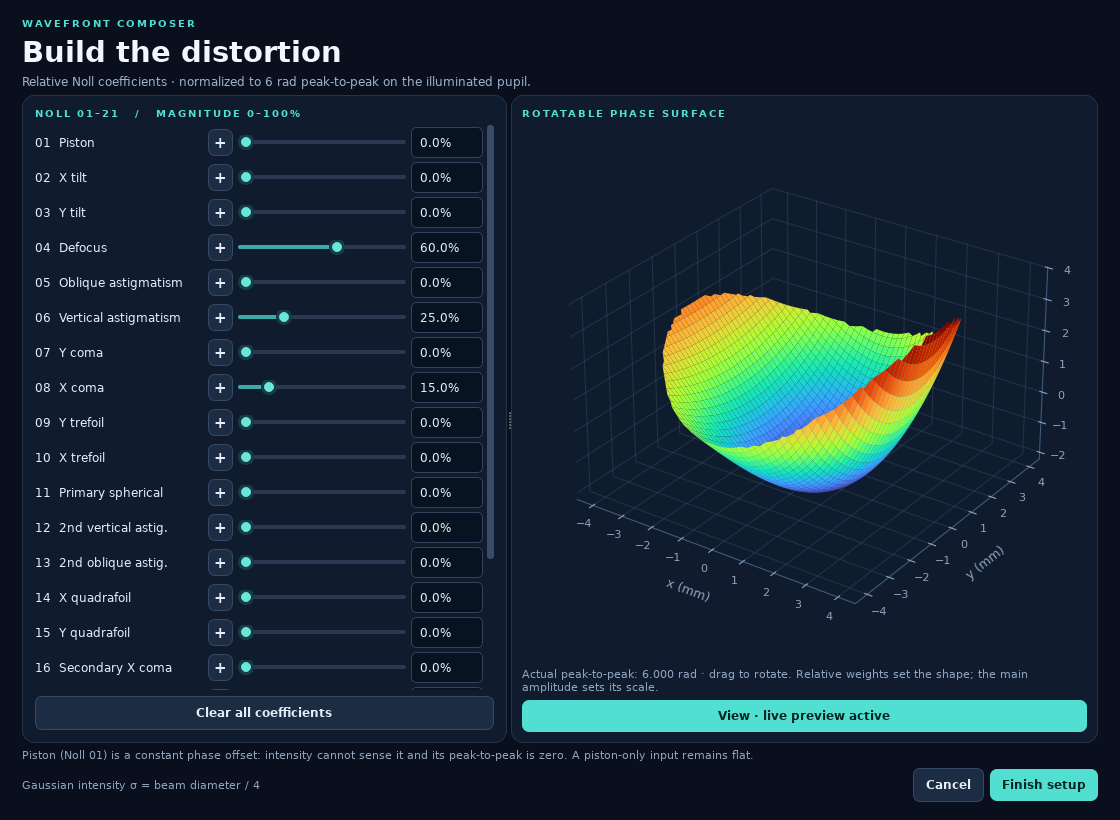 WAVEFRONT COMPOSER
Build the distortion
Relative Noll coefficients · normalized to 6 rad peak-to-peak on the illuminated pupil.
NOLL 01–21 / MAGNITUDE 0–100%
01 Piston + 0.0%
02 X tilt + 0.0%
03 Y tilt + 0.0%
04 Defocus + 60.0%
05 Oblique astigmatism + 0.0%
06 Vertical astigmatism + 25.0%
07 Y coma + 0.0%
08 X coma + 15.0%
09 Y trefoil + 0.0%
10 X trefoil + 0.0%
11 Primary spherical + 0.0%
12 2nd vertical astig. + 0.0%
13 2nd oblique astig. + 0.0%
14 X quadrafoil + 0.0%
15 Y quadrafoil + 0.0%
16 Secondary X coma + 0.0%
Clear all coefficients
ROTATABLE PHASE SURFACE
4
3
2
1
0
−1
−2
−4
−3
−2
−1
0
1
2
3
4
x (mm)
−4
−3
−2
−1
0
1
2
3
4
y (mm)
Actual peak-to-peak: 6.000 rad · drag to rotate. Relative weights set the shape; the main
amplitude sets its scale.
View · live preview active
Piston (Noll 01) is a constant phase offset: intensity cannot sense it and its peak-to-peak is zero. A piston-only input remains flat.
Gaussian intensity σ = beam diameter / 4
Cancel
Finish setup